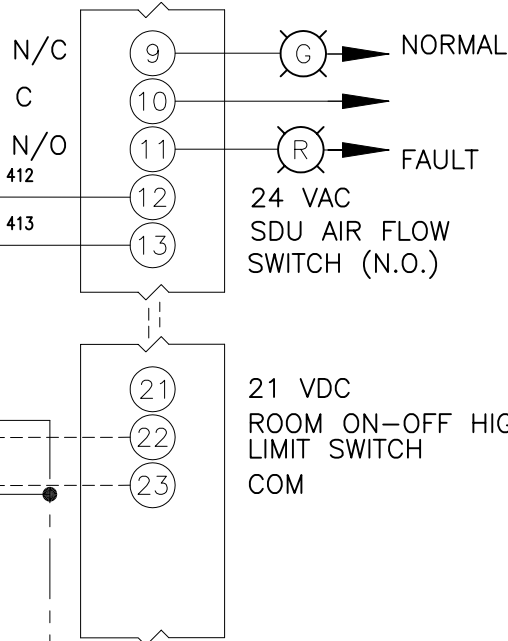 N/C 9 G NORMAL
C 10
N/O 11 R FAULT
412 12 24 VAC
413 13 SDU AIR FLOW
SWITCH (N.O.)
21 21 VDC
22 ROOM ON-OFF HIG
LIMIT SWITCH
23 COM